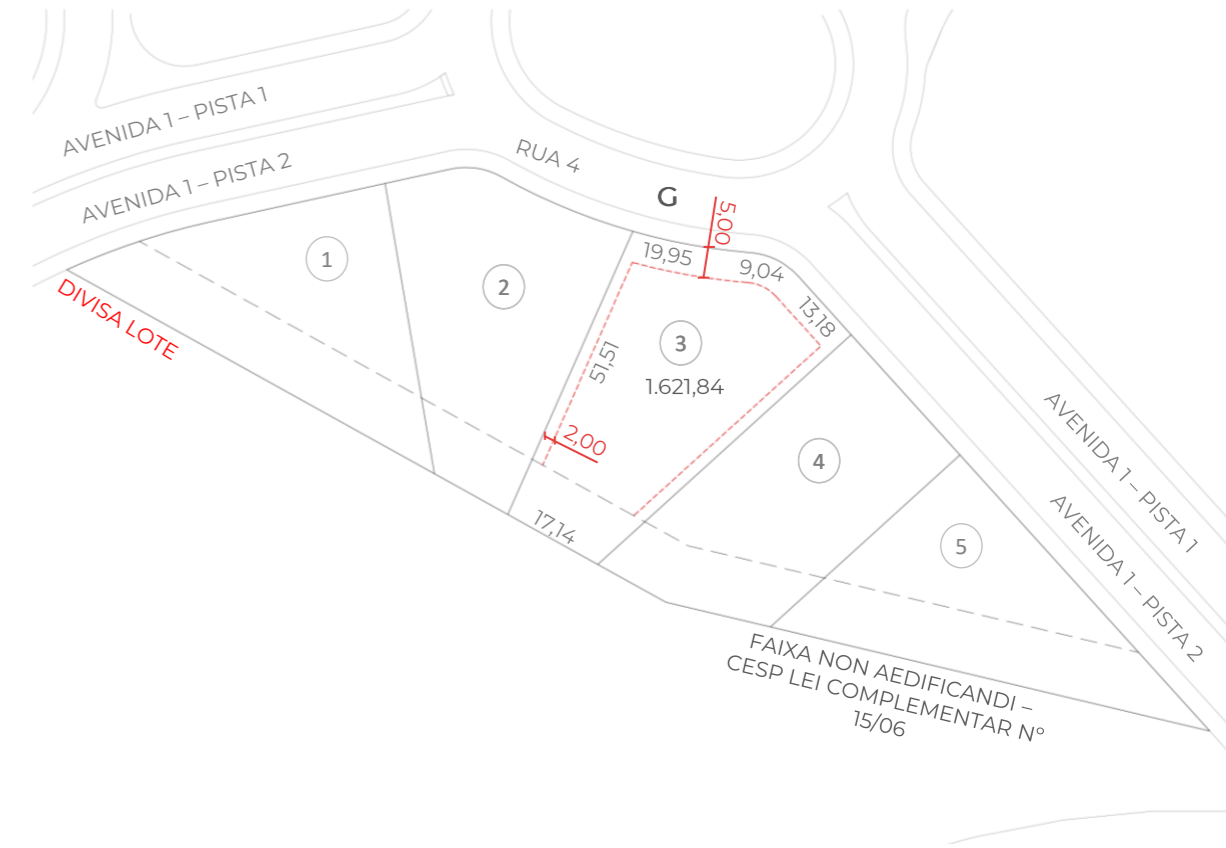 AVENIDA 1 – PISTA 1
AVENIDA 1 – PISTA 2
RUA 4
G
5,00
19,95
9,04
13,18
1
2
3
1.621,84
51,51
2,00
DIVISA LOTE
17,14
4
5
AVENIDA 1 – PISTA 1
AVENIDA 1 – PISTA 2
FAIXA NON AEDIFICANDI –
CESP LEI COMPLEMENTAR Nº
15/06